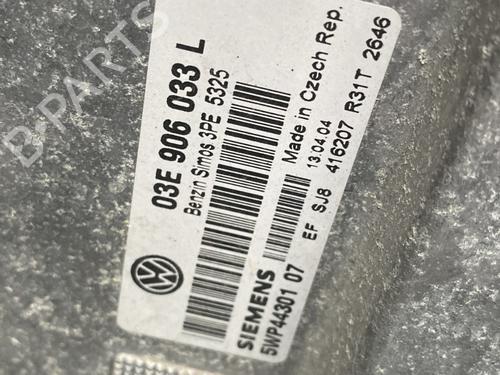 03E 906 033 L
Benzin Simos 3PE 5325
SIEMENS
5WP44301 07
Made in Czech Rep.
13.04.04
EF SJ8 416207 R31T 2646
B-PARTS